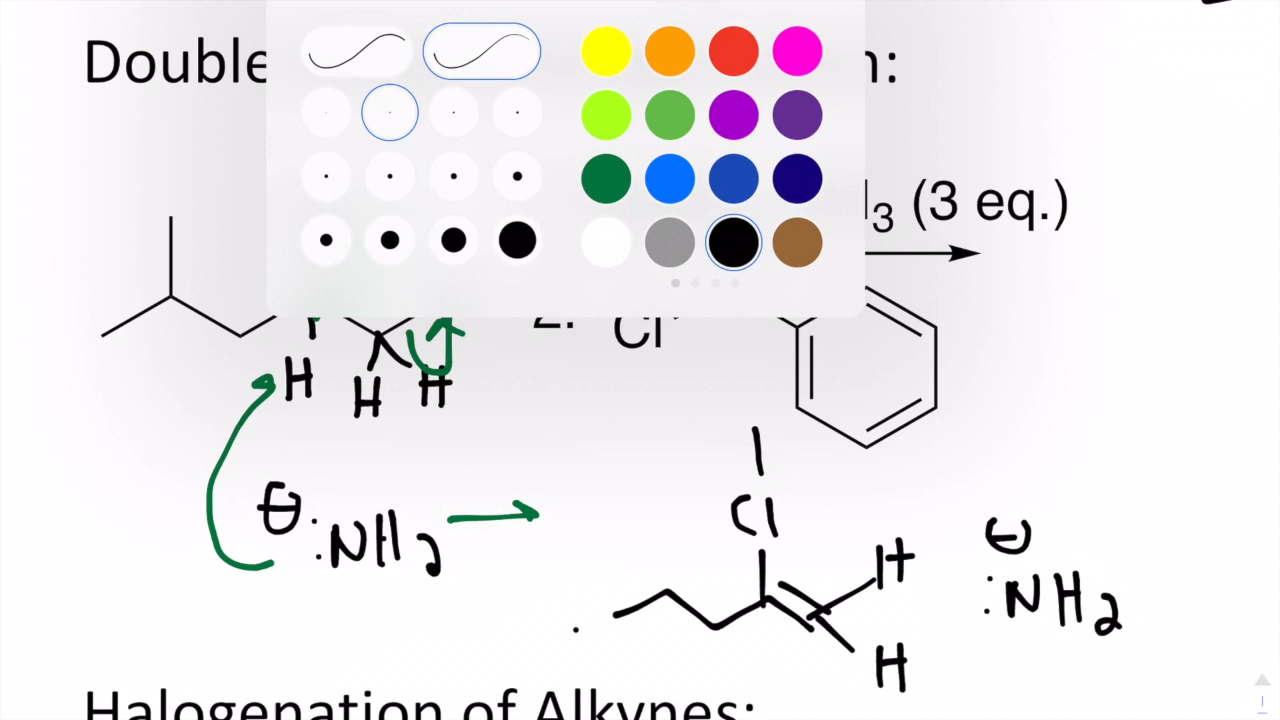 Double n:
3 (3 eq.)
2. Cl
H H H
⊖ :NH2
Cl
H ⊖
:NH2
H
Halogenation of Alkynes: